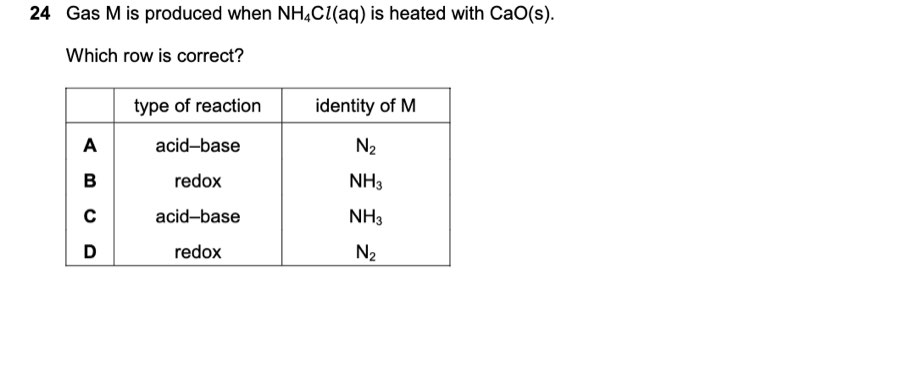 24 Gas M is produced when NH₄Cl(aq) is heated with CaO(s).
Which row is correct?
type of reaction identity of M
A acid–base N₂
B redox NH₃
C acid–base NH₃
D redox N₂